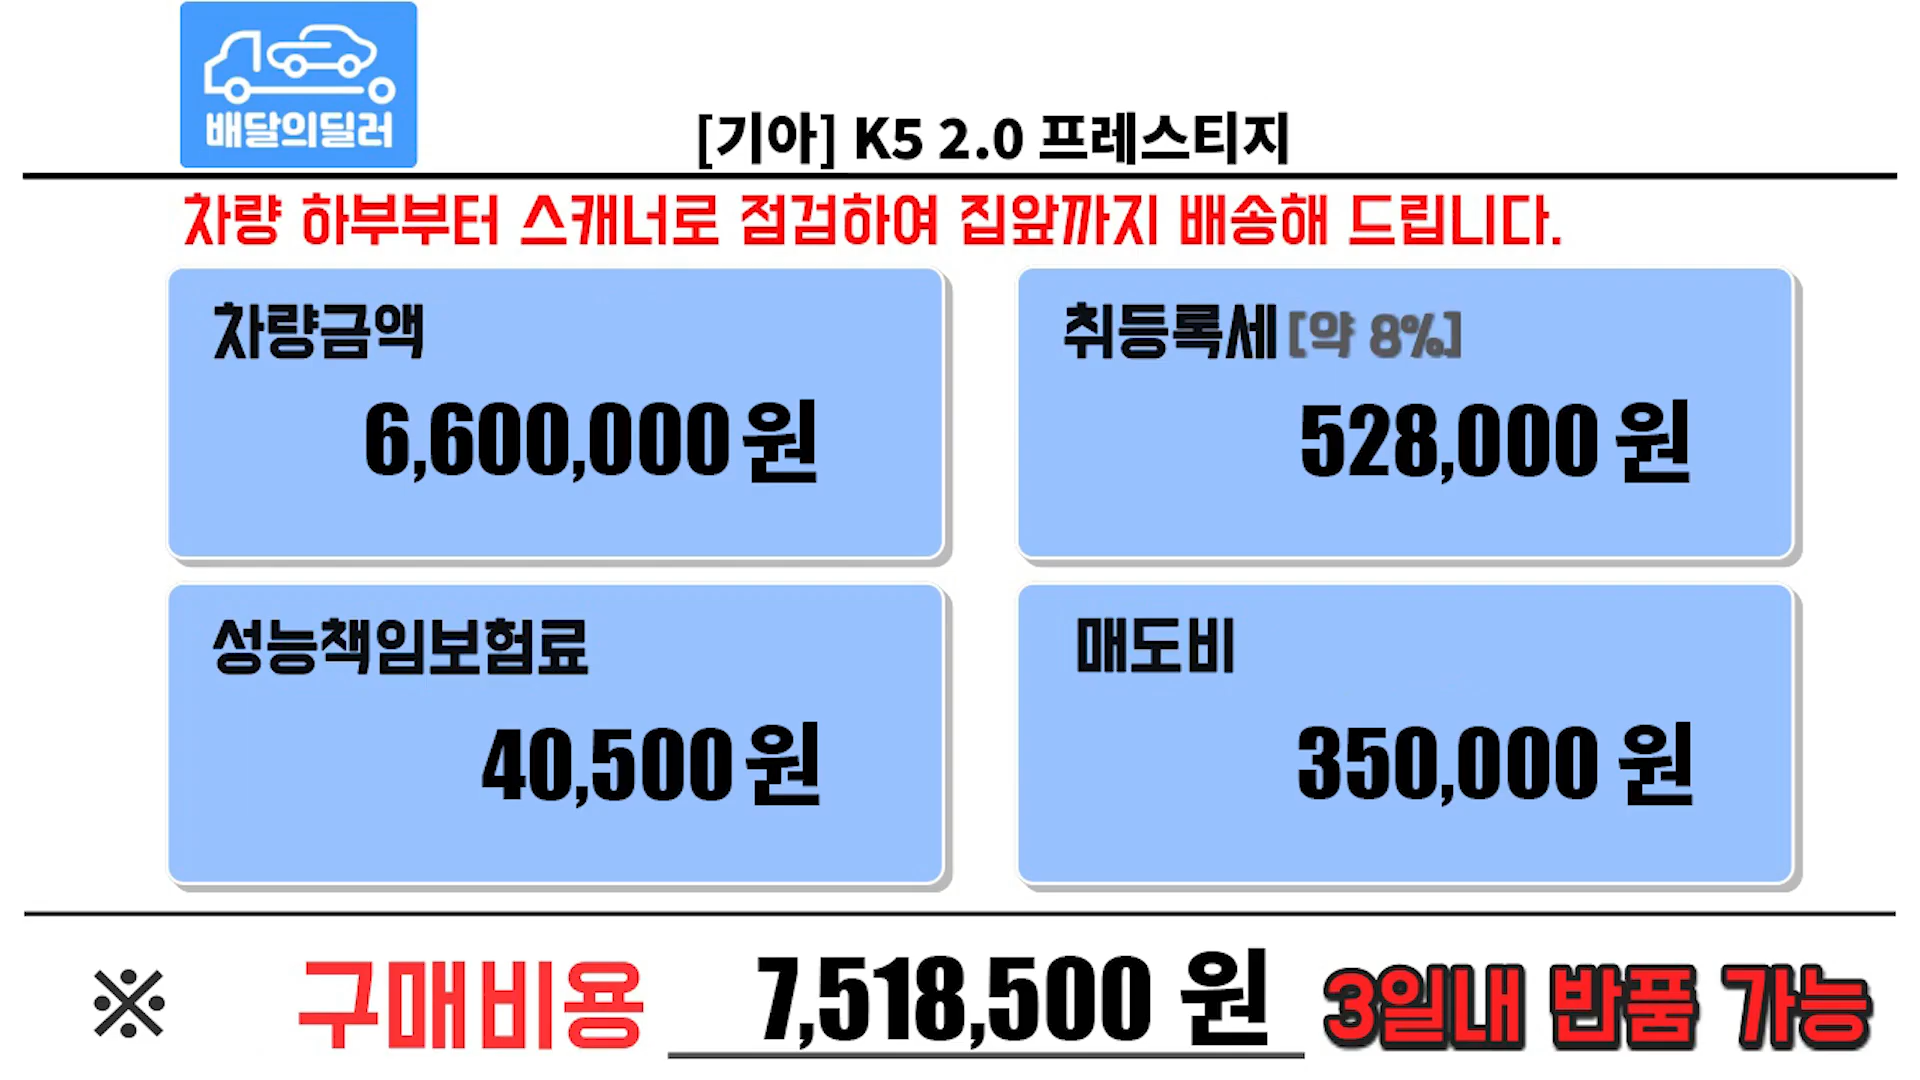 배달의딜러
[기아] K5 2.0 프레스티지
차량 하부부터 스캐너로 점검하여 집앞까지 배송해 드립니다.
차량금액
6,600,000 원
취등록세 [약 8%]
528,000 원
성능책임보험료
40,500 원
매도비
350,000 원
※ 구매비용 7,518,500 원 3일내 반품 가능